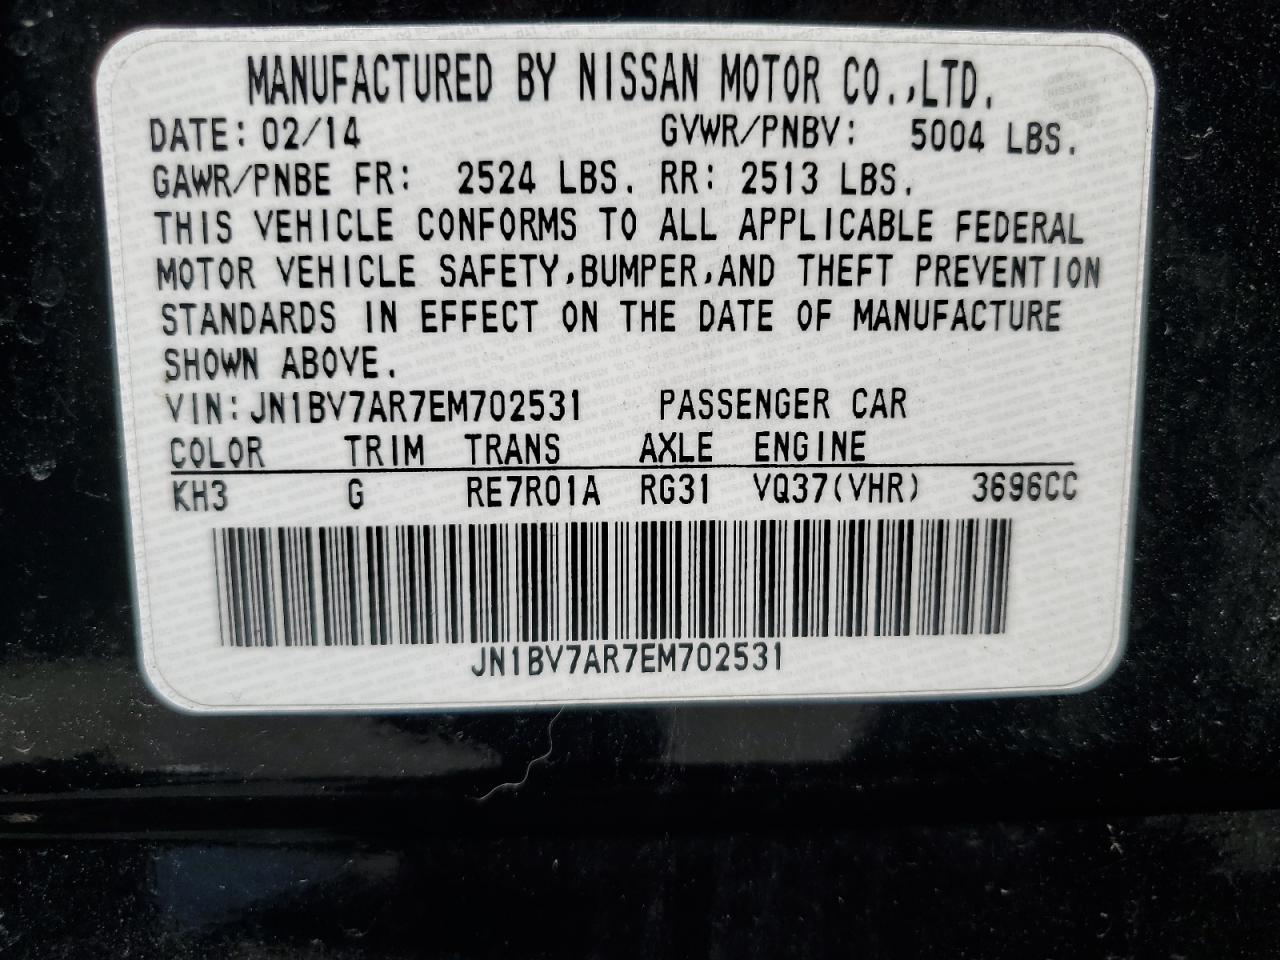 MANUFACTURED BY NISSAN MOTOR CO.,LTD.
DATE: 02/14 GVWR/PNBV: 5004 LBS.
GAWR/PNBE FR: 2524 LBS. RR: 2513 LBS.
THIS VEHICLE CONFORMS TO ALL APPLICABLE FEDERAL
MOTOR VEHICLE SAFETY,BUMPER,AND THEFT PREVENTION
STANDARDS IN EFFECT ON THE DATE OF MANUFACTURE
SHOWN ABOVE.
VIN: JN1BV7AR7EM702531 PASSENGER CAR
COLOR TRIM TRANS AXLE ENGINE
KH3 G RE7R01A RG31 VQ37(VHR) 3696CC
JN1BV7AR7EM702531